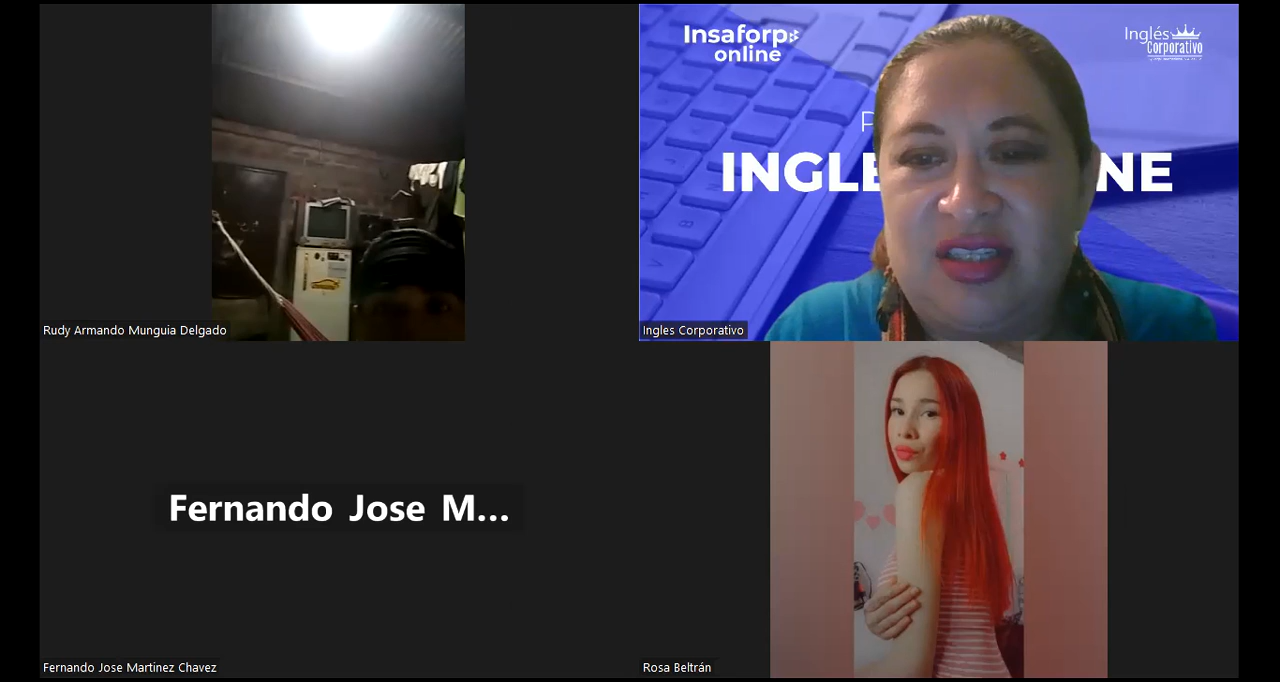 Insaforp
online
Inglés
Corporativo
P
INGLE NE
Rudy Armando Munguia Delgado
Ingles Corporativo
Fernando Jose M...
Fernando Jose Martinez Chavez
Rosa Beltrán